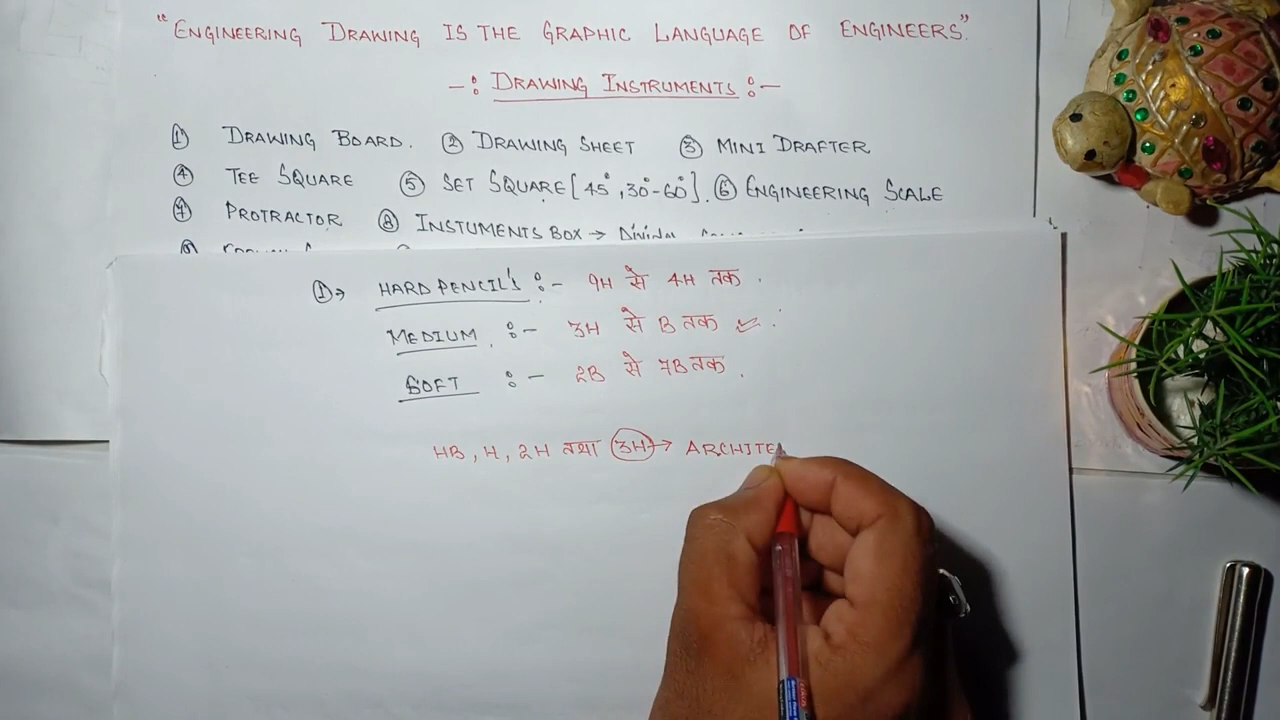 "ENGINEERING DRAWING IS THE GRAPHIC LANGUAGE OF ENGINEERS."
-: DRAWING INSTRUMENTS :-
① DRAWING BOARD. ② DRAWING SHEET ③ MINI DRAFTER
④ TEE SQUARE ⑤ SET SQUARE [45°, 30°-60°]. ⑥ ENGINEERING SCALE
⑦ PROTRACTOR ⑧ INSTUMENTS BOX →
①→ HARD PENCIL'S :- 9H से 4H तक .
MEDIUM . :- 3H से B तक
SOFT :- 2B से 7B तक .
HB, H, 2H तथा 3H → ARCHITE